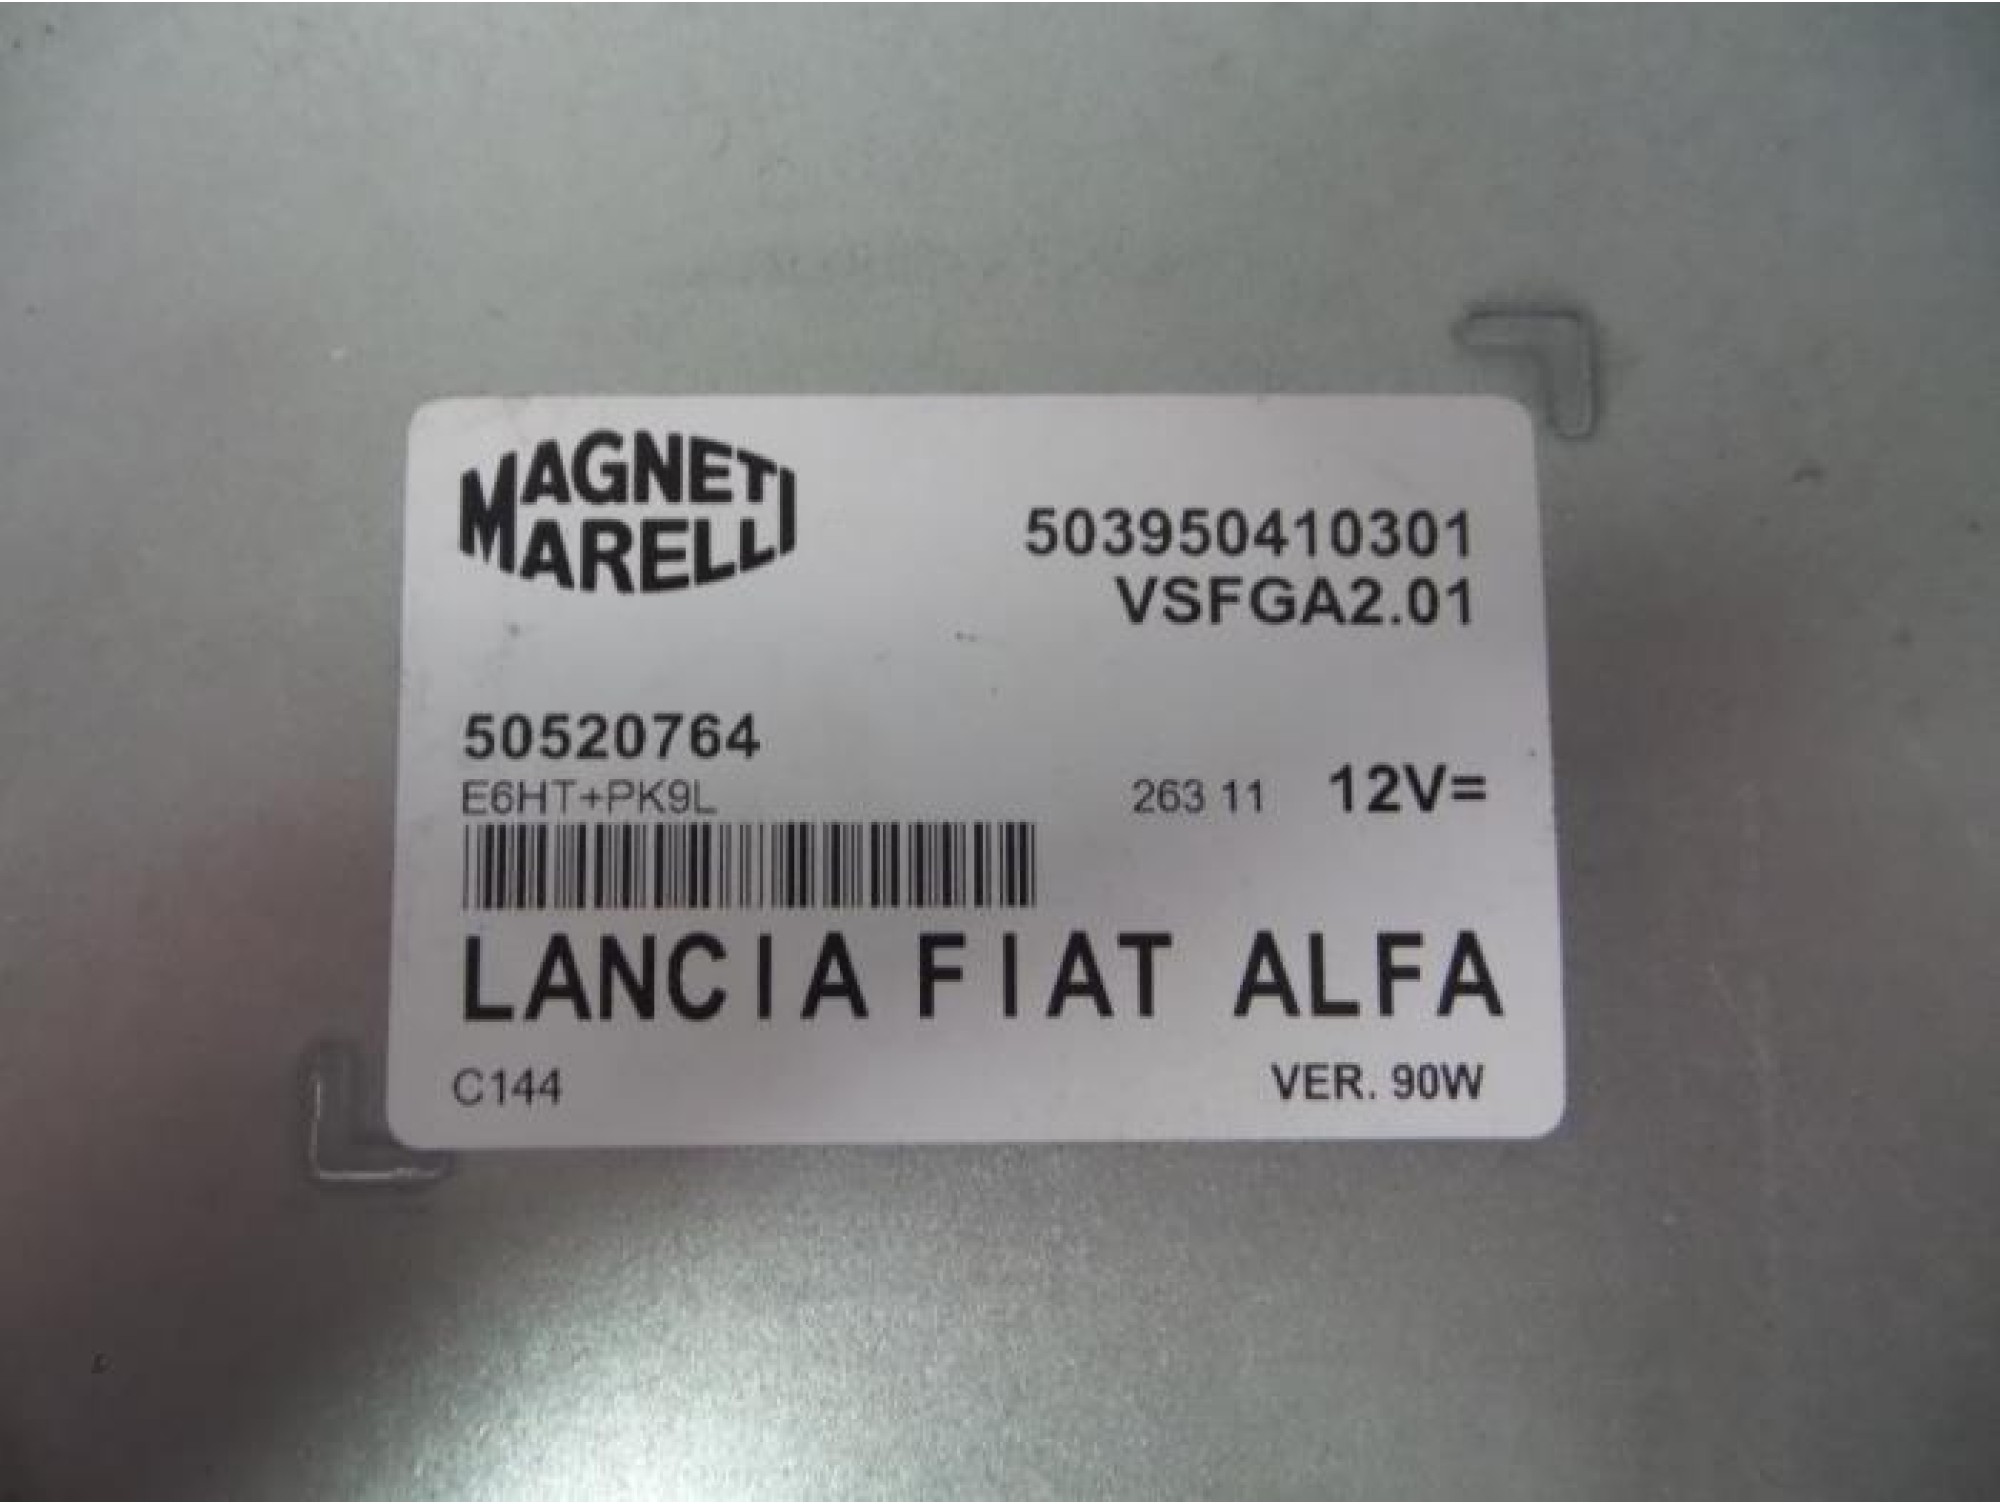 MAGNETI
MARELLI
503950410301
VSFGA2.01
50520764
E6HT+PK9L
263 11 12V=
LANCIA FIAT ALFA
C144
VER. 90W